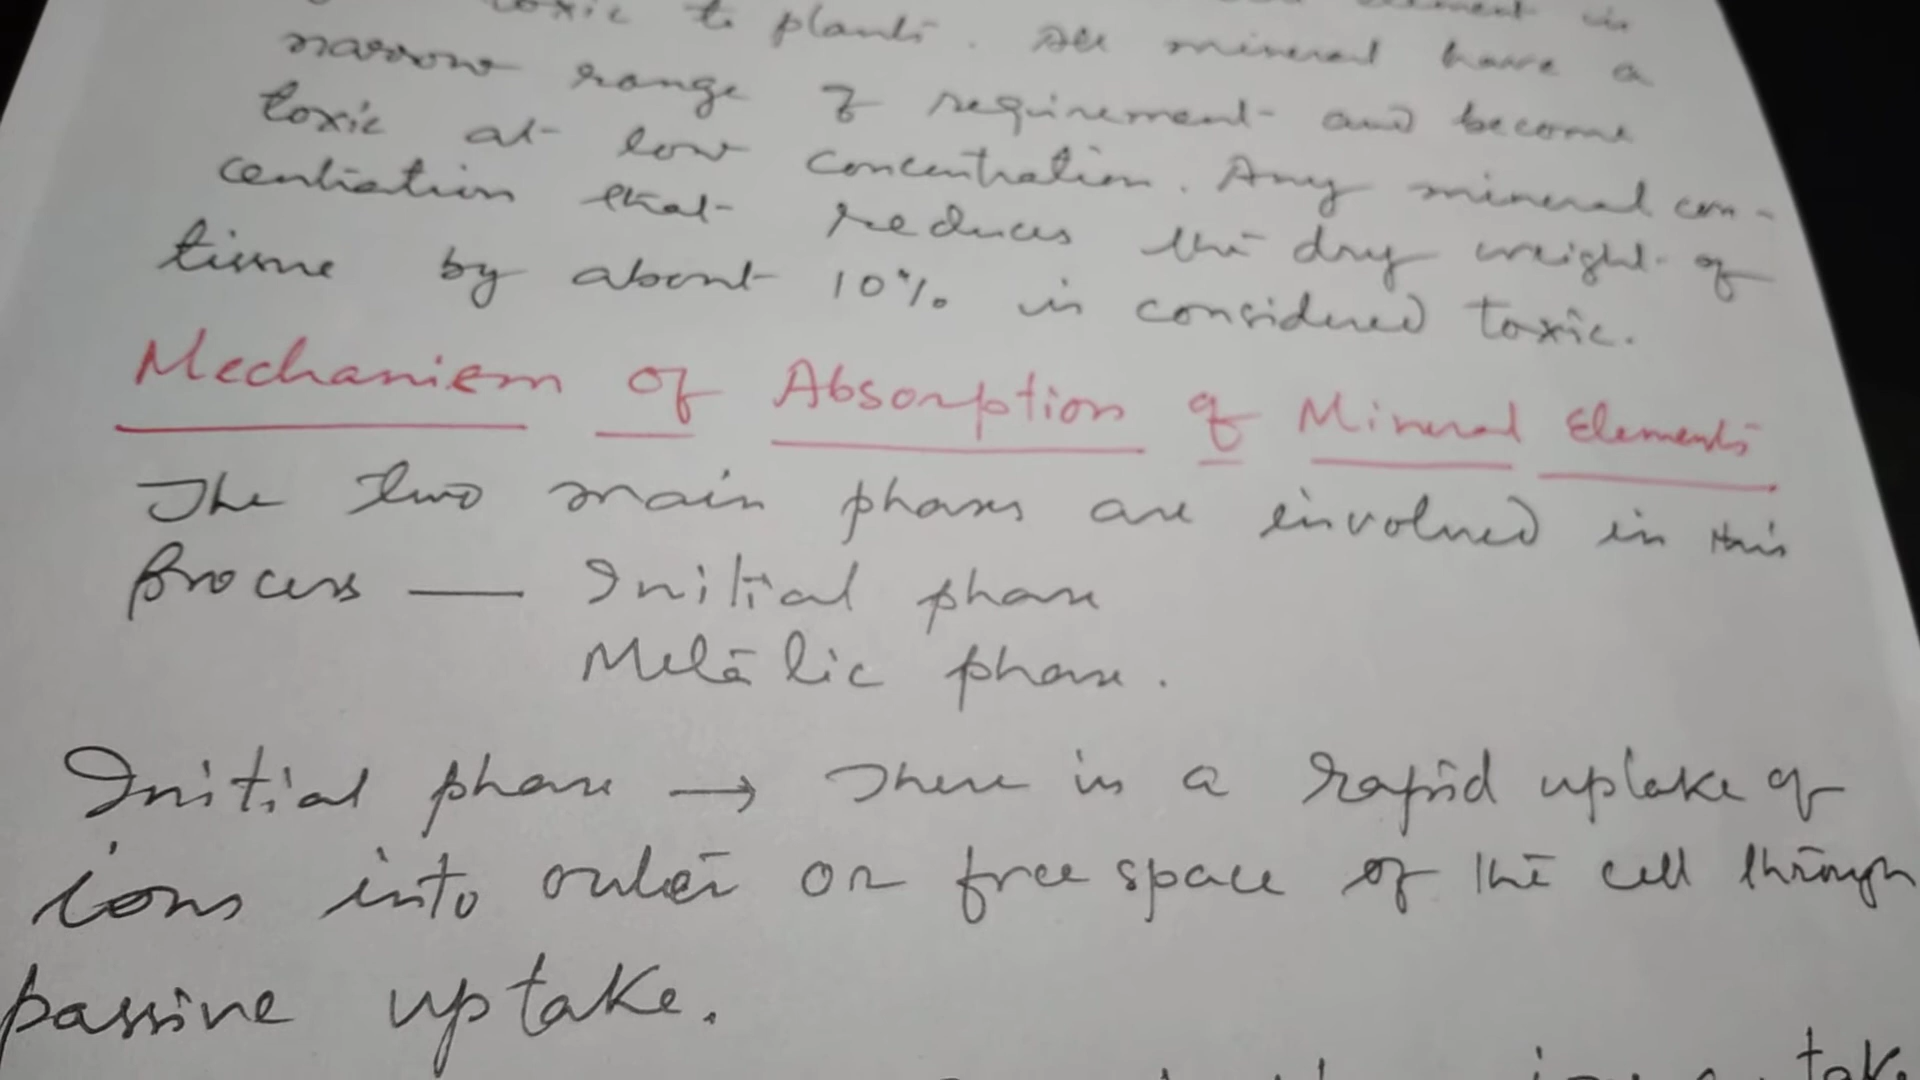 toxic to plants. All mineral have a
narrow range of requirement and become
toxic at low concentration. Any mineral con-
centration that reduces the dry weight of
tissue by about 10% is considered toxic.
Mechanism of Absorption of Mineral Elements
The two main phases are involved in this
process — Initial phase
Metalic phase.
Initial phase → There is a rapid uptake of
ions into outer or free space of the cell through
passive uptake.